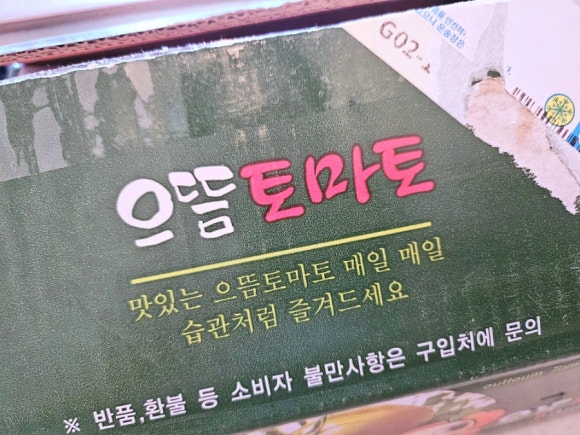 G02-1
으뜸토마토
맛있는 으뜸토마토 매일 매일
습관처럼 즐겨드세요
※ 반품,환불 등 소비자 불만사항은 구입처에 문의